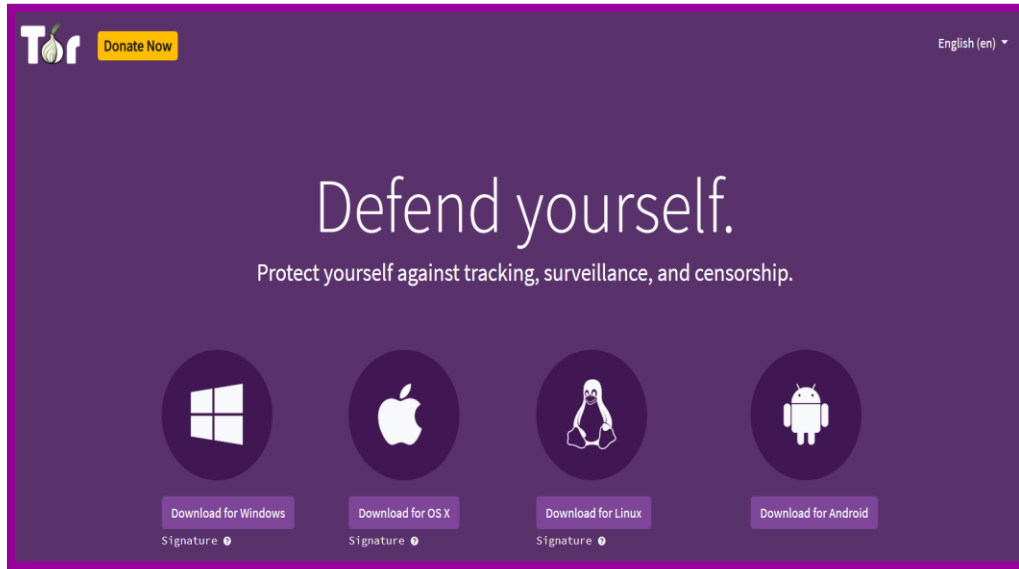 Tor
Donate Now
English (en)
Defend yourself.
Protect yourself against tracking, surveillance, and censorship.
Download for Windows
Download for OS X
Download for Linux
Download for Android
Signature ?
Signature ?
Signature ?